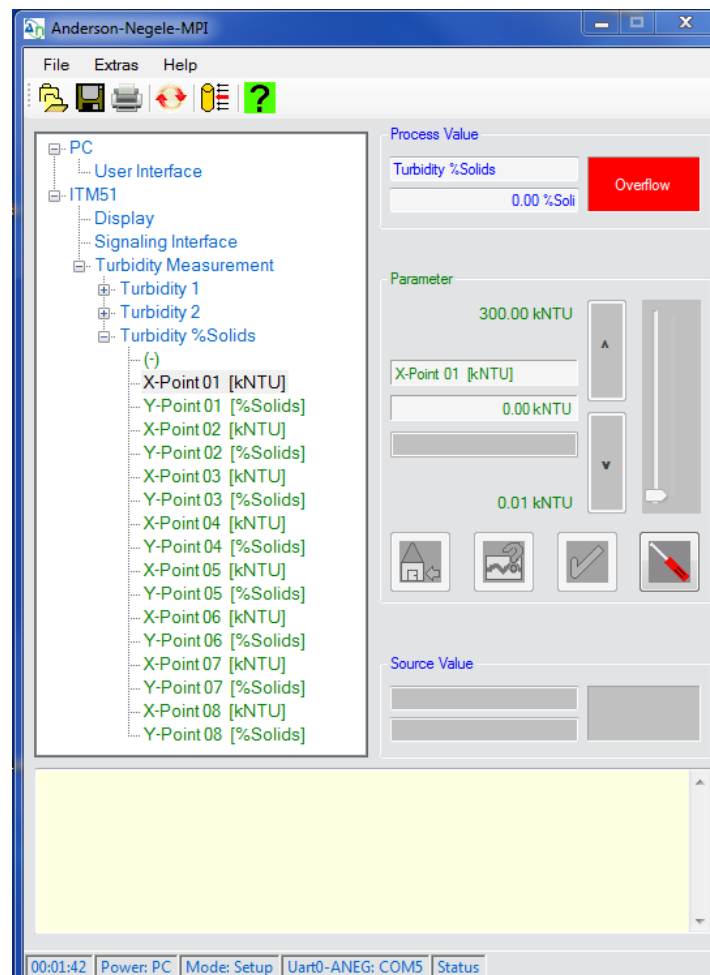 Anderson-Negele-MPI
File Extras Help
?
PC
User Interface
ITM51
Display
Signaling Interface
Turbidity Measurement
Turbidity 1
Turbidity 2
Turbidity %Solids
(-)
X-Point 01 [kNTU]
Y-Point 01 [%Solids]
X-Point 02 [kNTU]
Y-Point 02 [%Solids]
X-Point 03 [kNTU]
Y-Point 03 [%Solids]
X-Point 04 [kNTU]
Y-Point 04 [%Solids]
X-Point 05 [kNTU]
Y-Point 05 [%Solids]
X-Point 06 [kNTU]
Y-Point 06 [%Solids]
X-Point 07 [kNTU]
Y-Point 07 [%Solids]
X-Point 08 [kNTU]
Y-Point 08 [%Solids]
Process Value
Turbidity %Solids
0.00 %Soli
Overflow
Parameter
300.00 kNTU
X-Point 01 [kNTU]
0.00 kNTU
0.01 kNTU
Source Value
00:01:42 Power: PC Mode: Setup Uart0-ANEG: COM5 Status